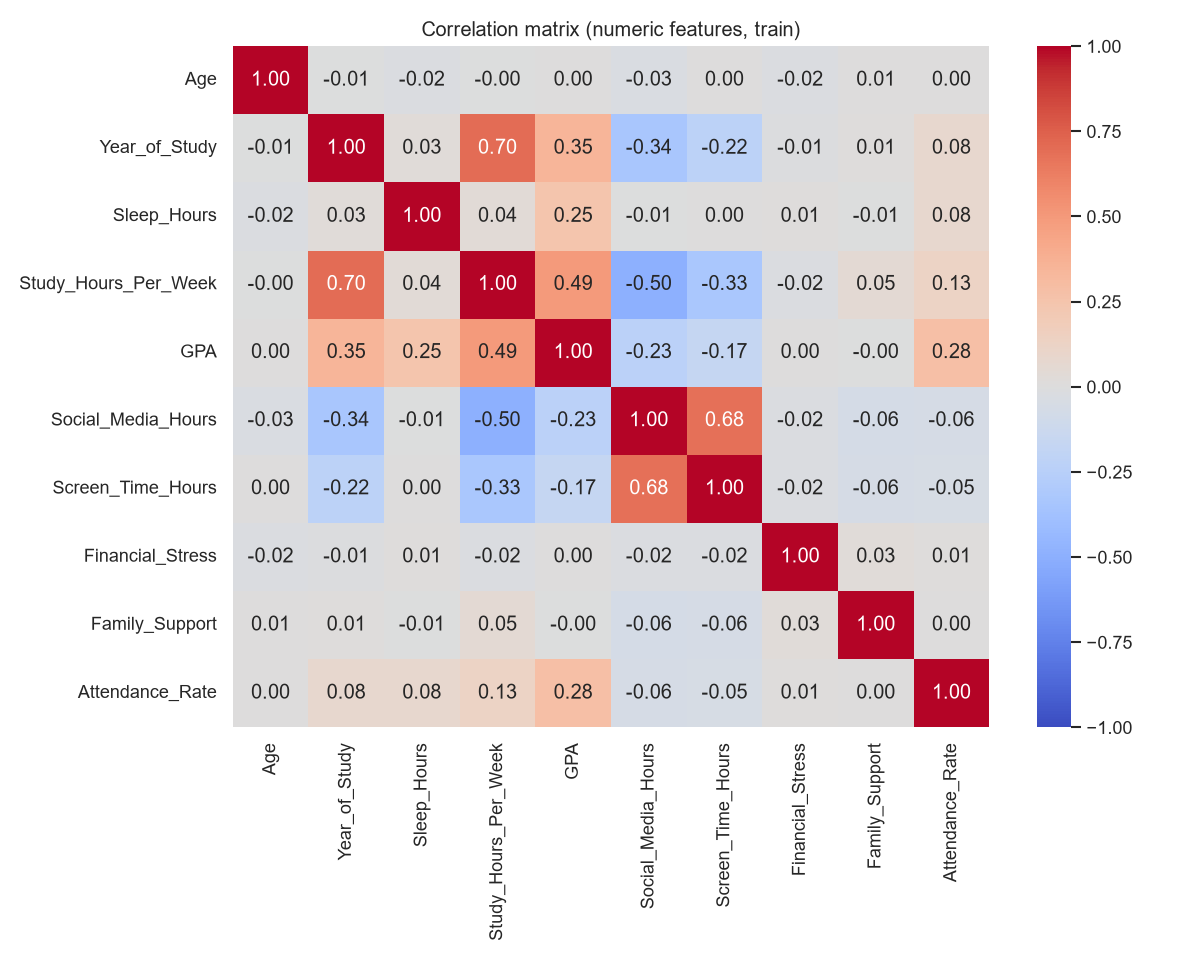 Correlation matrix (numeric features, train)
Age 1.00 -0.01 -0.02 -0.00 0.00 -0.03 0.00 -0.02 0.01 0.00
Year_of_Study -0.01 1.00 0.03 0.70 0.35 -0.34 -0.22 -0.01 0.01 0.08
Sleep_Hours -0.02 0.03 1.00 0.04 0.25 -0.01 0.00 0.01 -0.01 0.08
Study_Hours_Per_Week -0.00 0.70 0.04 1.00 0.49 -0.50 -0.33 -0.02 0.05 0.13
GPA 0.00 0.35 0.25 0.49 1.00 -0.23 -0.17 0.00 -0.00 0.28
Social_Media_Hours -0.03 -0.34 -0.01 -0.50 -0.23 1.00 0.68 -0.02 -0.06 -0.06
Screen_Time_Hours 0.00 -0.22 0.00 -0.33 -0.17 0.68 1.00 -0.02 -0.06 -0.05
Financial_Stress -0.02 -0.01 0.01 -0.02 0.00 -0.02 -0.02 1.00 0.03 0.01
Family_Support 0.01 0.01 -0.01 0.05 -0.00 -0.06 -0.06 0.03 1.00 0.00
Attendance_Rate 0.00 0.08 0.08 0.13 0.28 -0.06 -0.05 0.01 0.00 1.00
Age
Year_of_Study
Sleep_Hours
Study_Hours_Per_Week
GPA
Social_Media_Hours
Screen_Time_Hours
Financial_Stress
Family_Support
Attendance_Rate
1.00
0.75
0.50
0.25
0.00
−0.25
−0.50
−0.75
−1.00